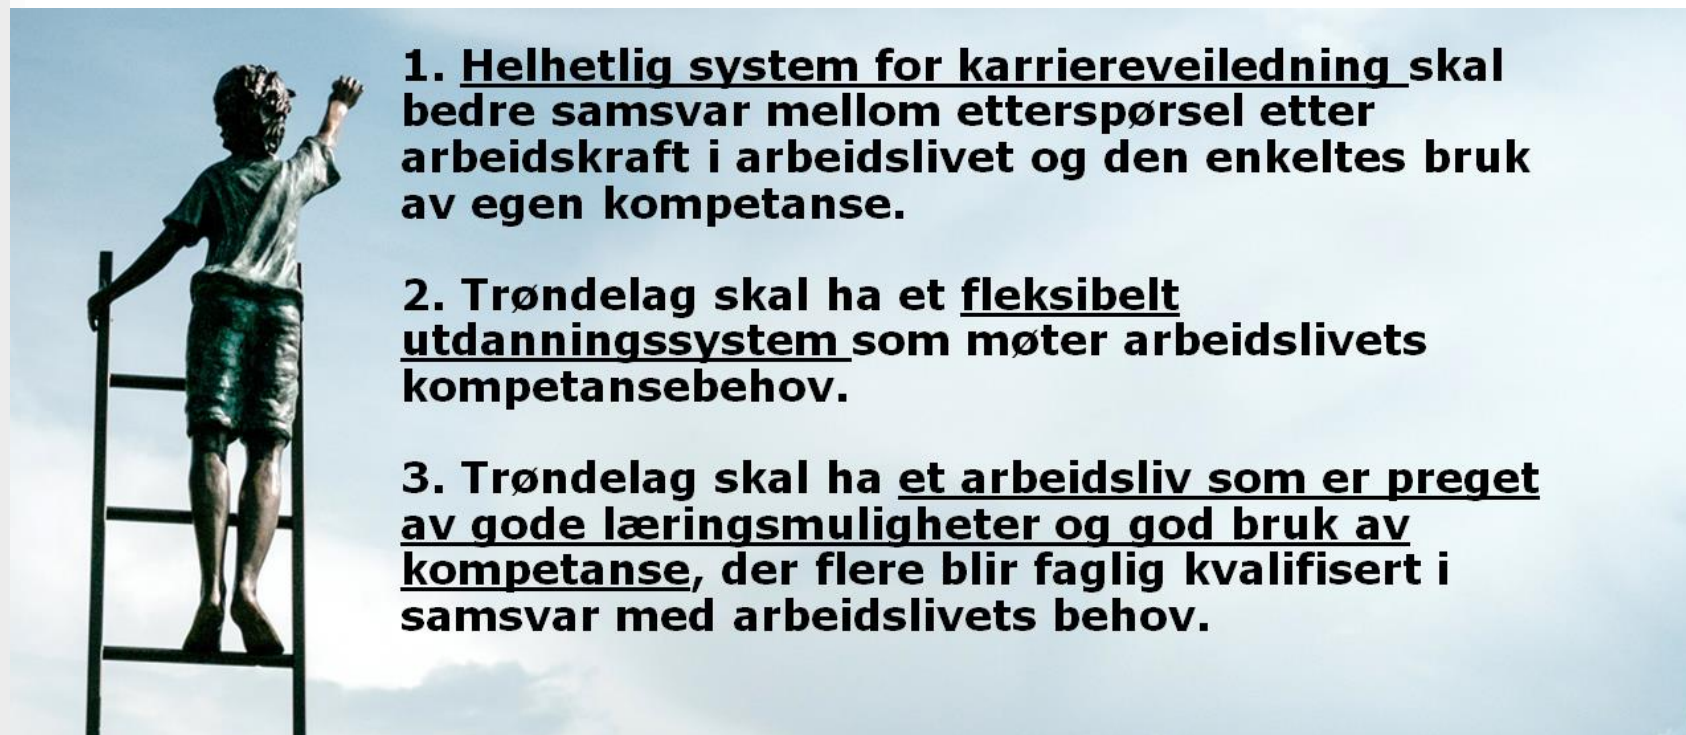 1. Helhetlig system for karriereveiledning skal
bedre samsvar mellom etterspørsel etter
arbeidskraft i arbeidslivet og den enkeltes bruk
av egen kompetanse.
2. Trøndelag skal ha et fleksibelt
utdanningssystem som møter arbeidslivets
kompetansebehov.
3. Trøndelag skal ha et arbeidsliv som er preget
av gode læringsmuligheter og god bruk av
kompetanse, der flere blir faglig kvalifisert i
samsvar med arbeidslivets behov.